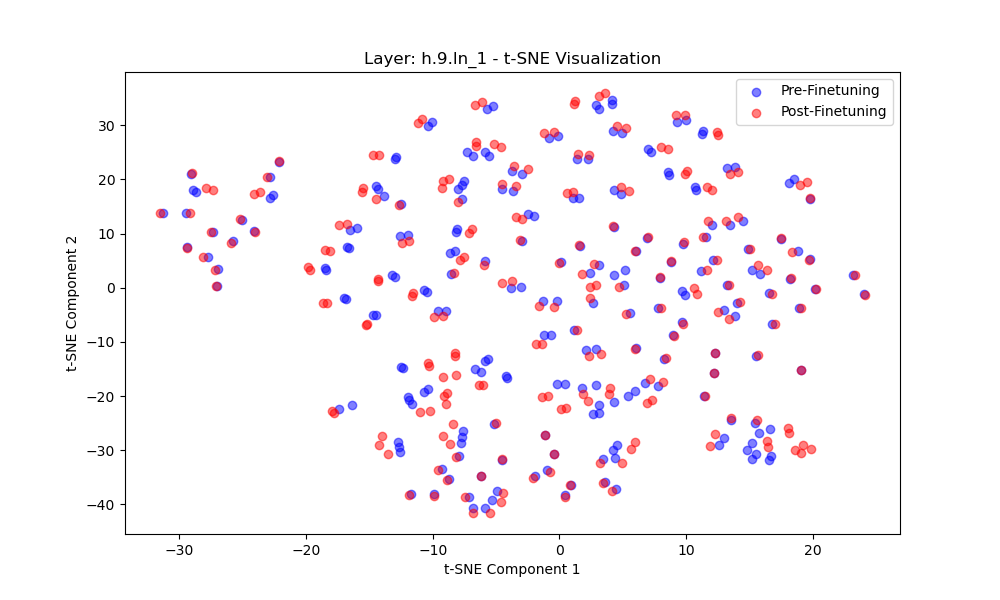 Layer: h.9.ln_1 - t-SNE Visualization
Pre-Finetuning
Post-Finetuning
30
20
10
0
−10
−20
−30
−40
t-SNE Component 2
−30 −20 −10 0 10 20
t-SNE Component 1